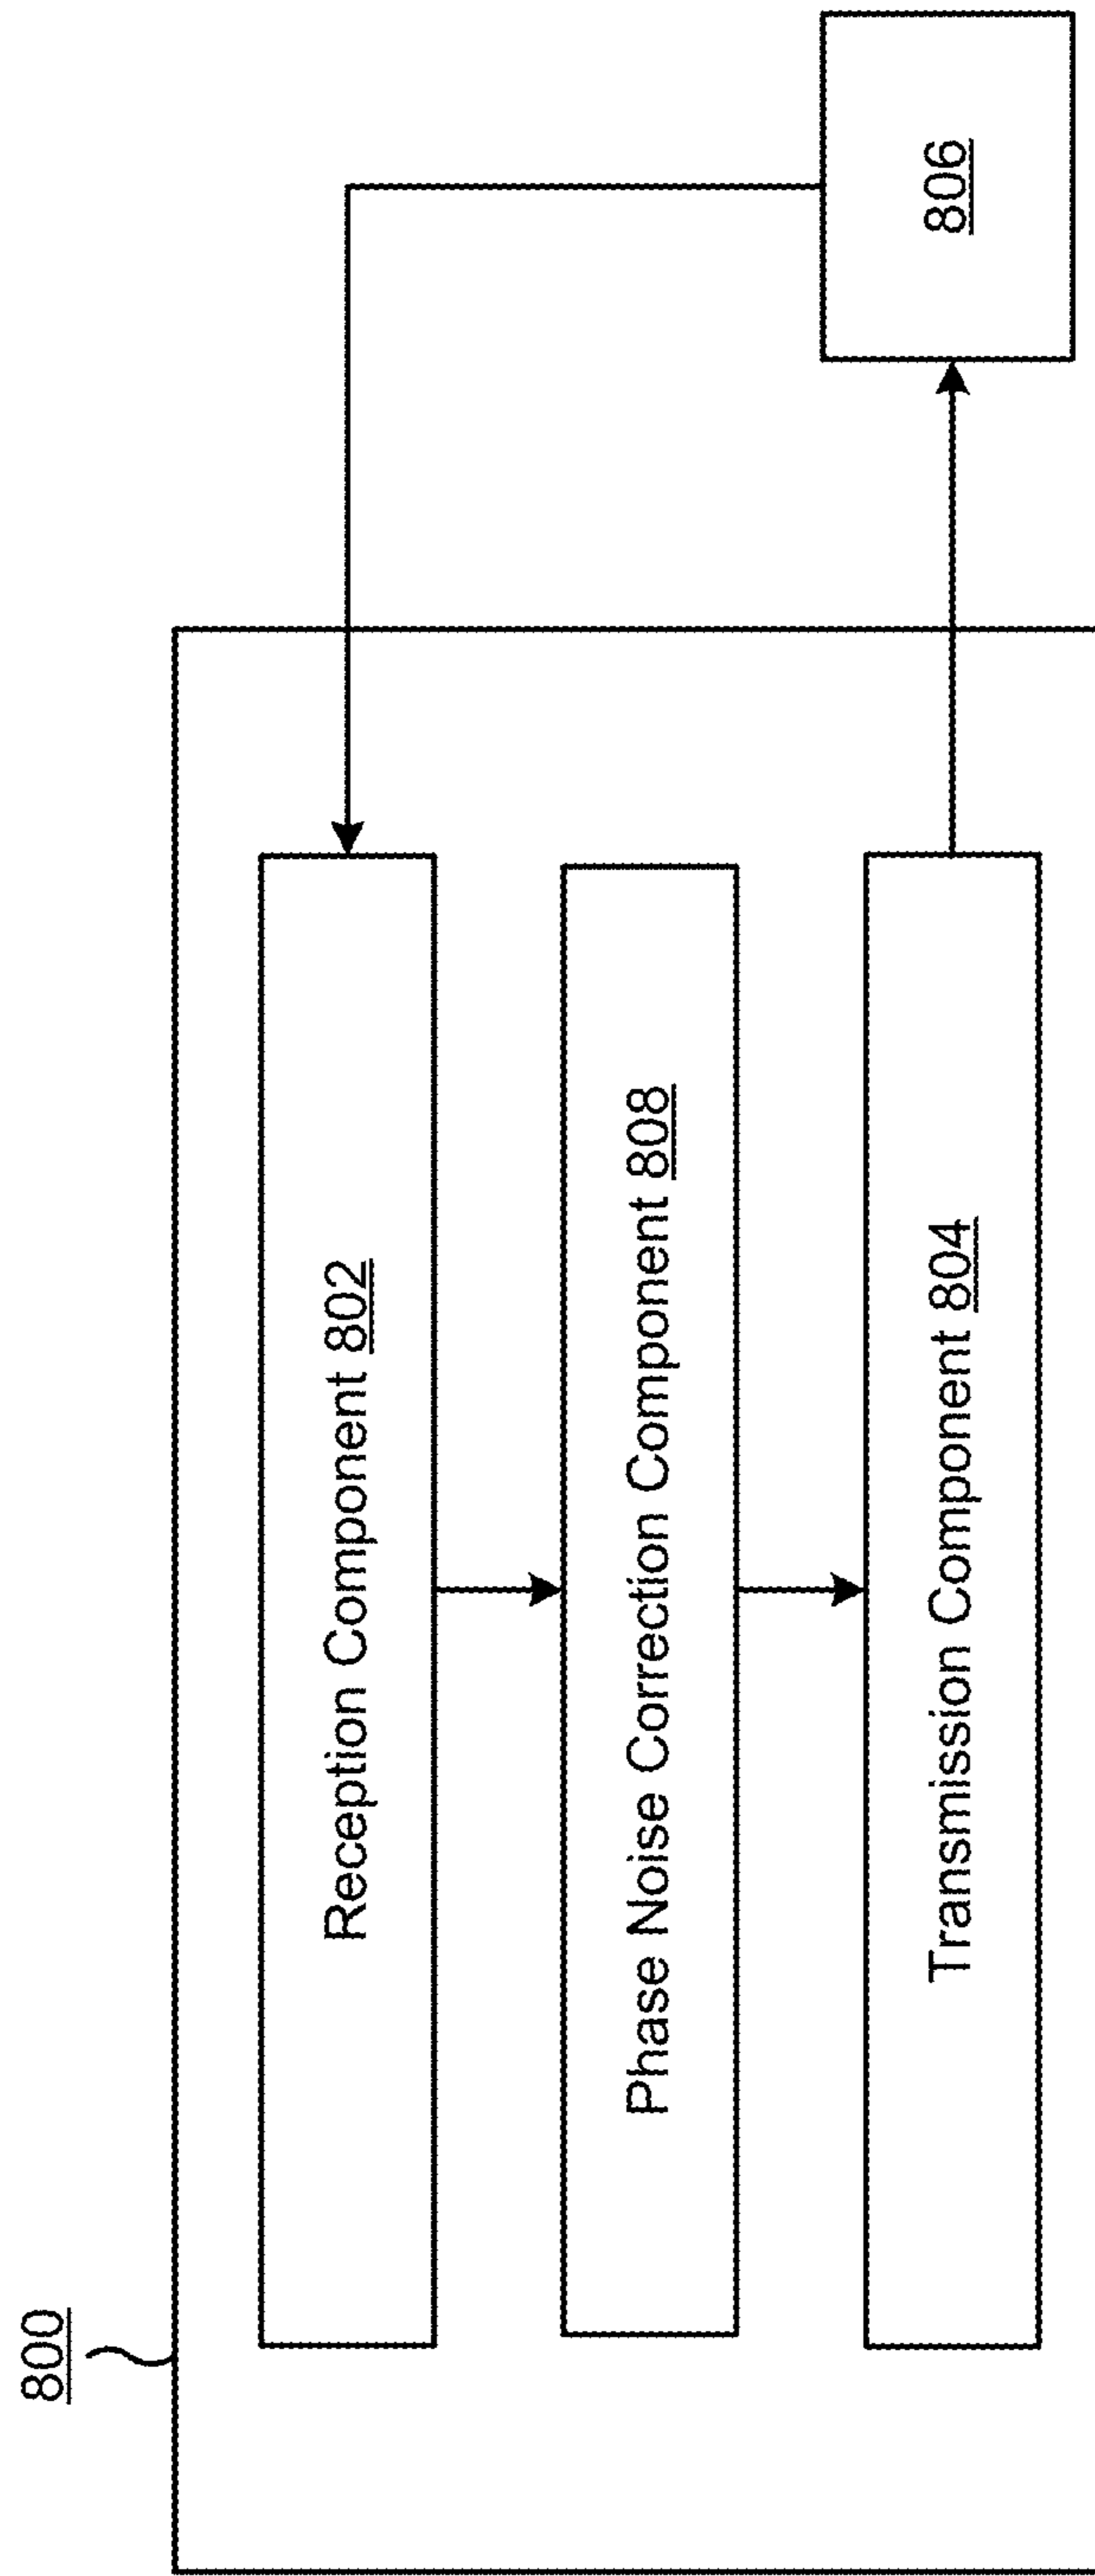 800
Reception Component 802
Phase Noise Correction Component 808
Transmission Component 804
806